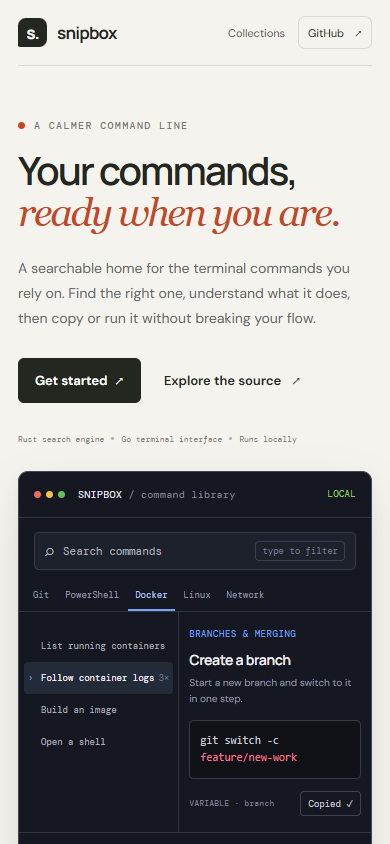 s. snipbox Collections GitHub ↗
A CALMER COMMAND LINE
Your commands,
ready when you are.
A searchable home for the terminal commands you
rely on. Find the right one, understand what it does,
then copy or run it without breaking your flow.
Get started ↗ Explore the source ↗
Rust search engine • Go terminal interface • Runs locally
SNIPBOX / command library LOCAL
Search commands type to filter
Git PowerShell Docker Linux Network
List running containers
› Follow container logs 3×
Build an image
Open a shell
BRANCHES & MERGING
Create a branch
Start a new branch and switch to it
in one step.
git switch -c
feature/new-work
VARIABLE · branch Copied ✓